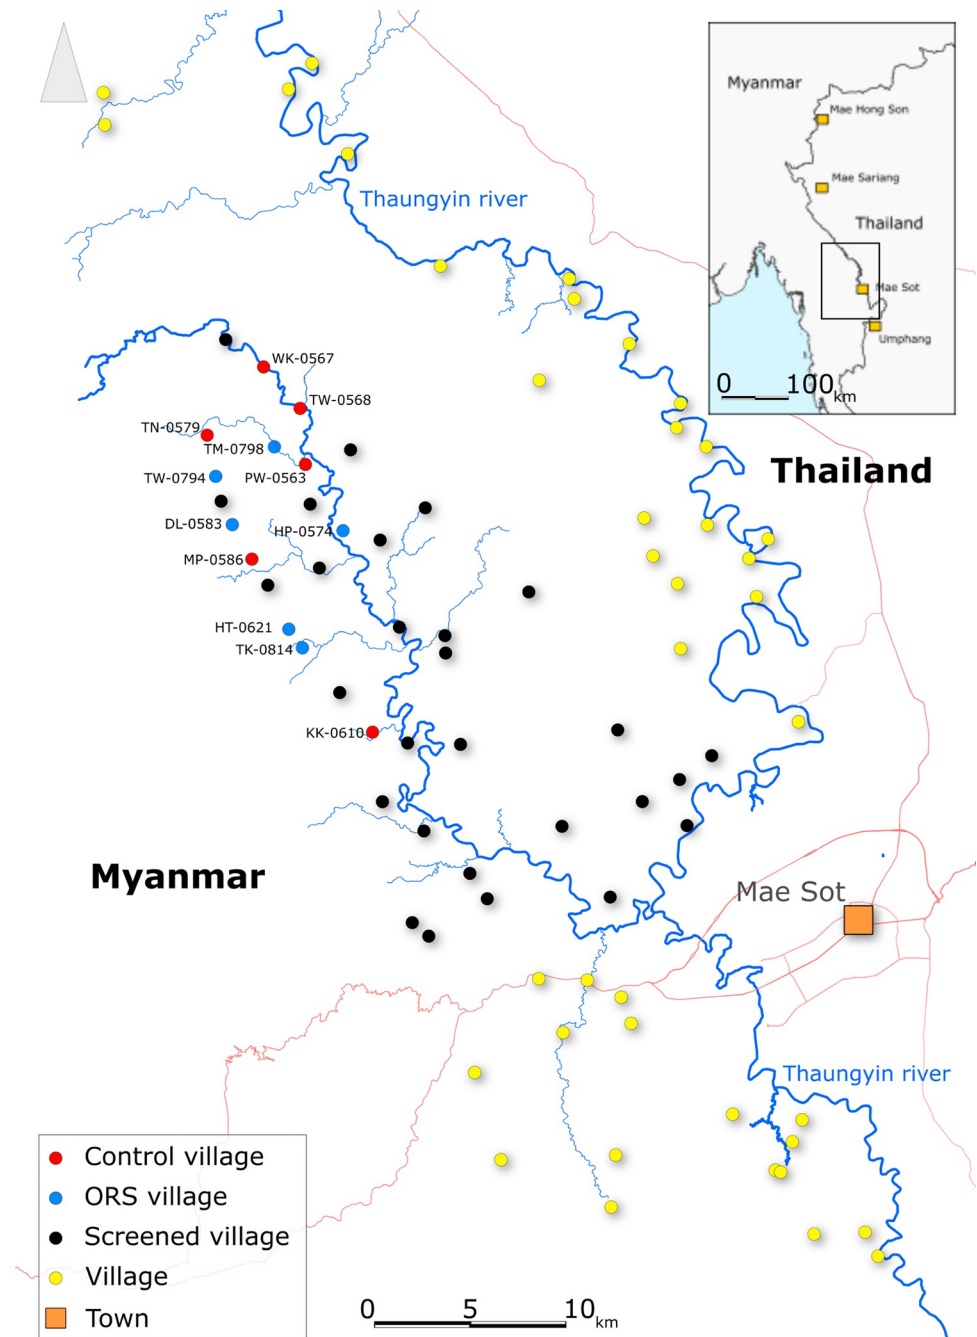 Myanmar
Mae Hong Son
Mae Sariang
Thailand
Mae Sot
Umphang
0 100 km
Thaungyin river
WK-0567
TW-0568
TN-0579
TM-0798
PW-0563
TW-0794
DL-0583
HP-0574
MP-0586
HT-0621
TK-0814
KK-0610
Thailand
Myanmar
Mae Sot
Thaungyin river
Control village
ORS village
Screened village
Village
Town
0 5 10 km